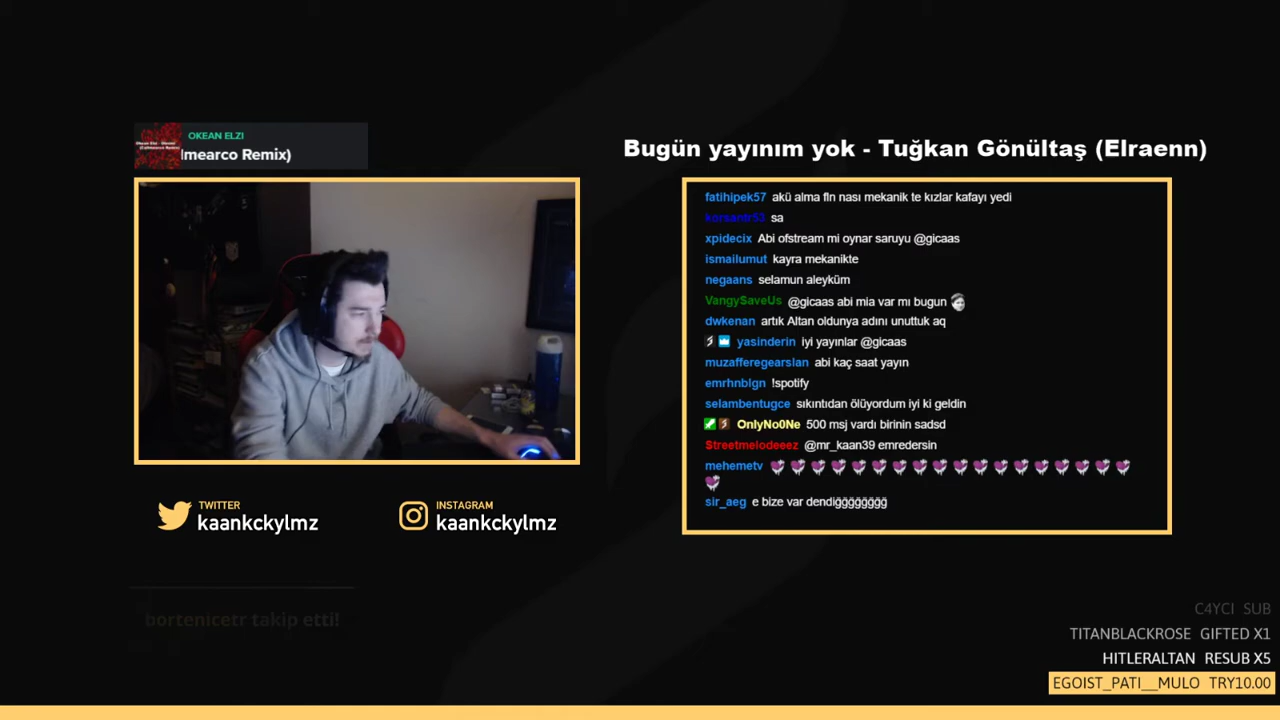 OKEAN ELZI
lmearco Remix)
Bugün yayınım yok - Tuğkan Gönültaş (Elraenn)
fatihipek57 akü alma fln nası mekanik te kızlar kafayı yedi
korsantr53 sa
xpidecix Abi ofstream mi oynar saruyu @gicaas
ismailumut kayra mekanikte
negaans selamun aleyküm
VangySaveUs @gicaas abi mia var mı bugun
dwkenan artık Altan oldunya adını unuttuk aq
yasinderin iyi yayınlar @gicaas
muzafferegearslan abi kaç saat yayın
emrhnblgn !spotify
selambentugce sıkıntıdan ölüyordum iyi ki geldin
OnlyNo0Ne 500 msj vardı birinin sadsd
Streetmelodeeez @mr_kaan39 emredersin
mehemetv
sir_aeg e bize var dendiğğğğğğğğ
TWITTER
kaankckylmz
INSTAGRAM
kaankckylmz
bortenicetr takip etti!
C4YCI SUB
TITANBLACKROSE GIFTED X1
HITLERALTAN RESUB X5
EGOIST_PATI__MULO TRY10.00